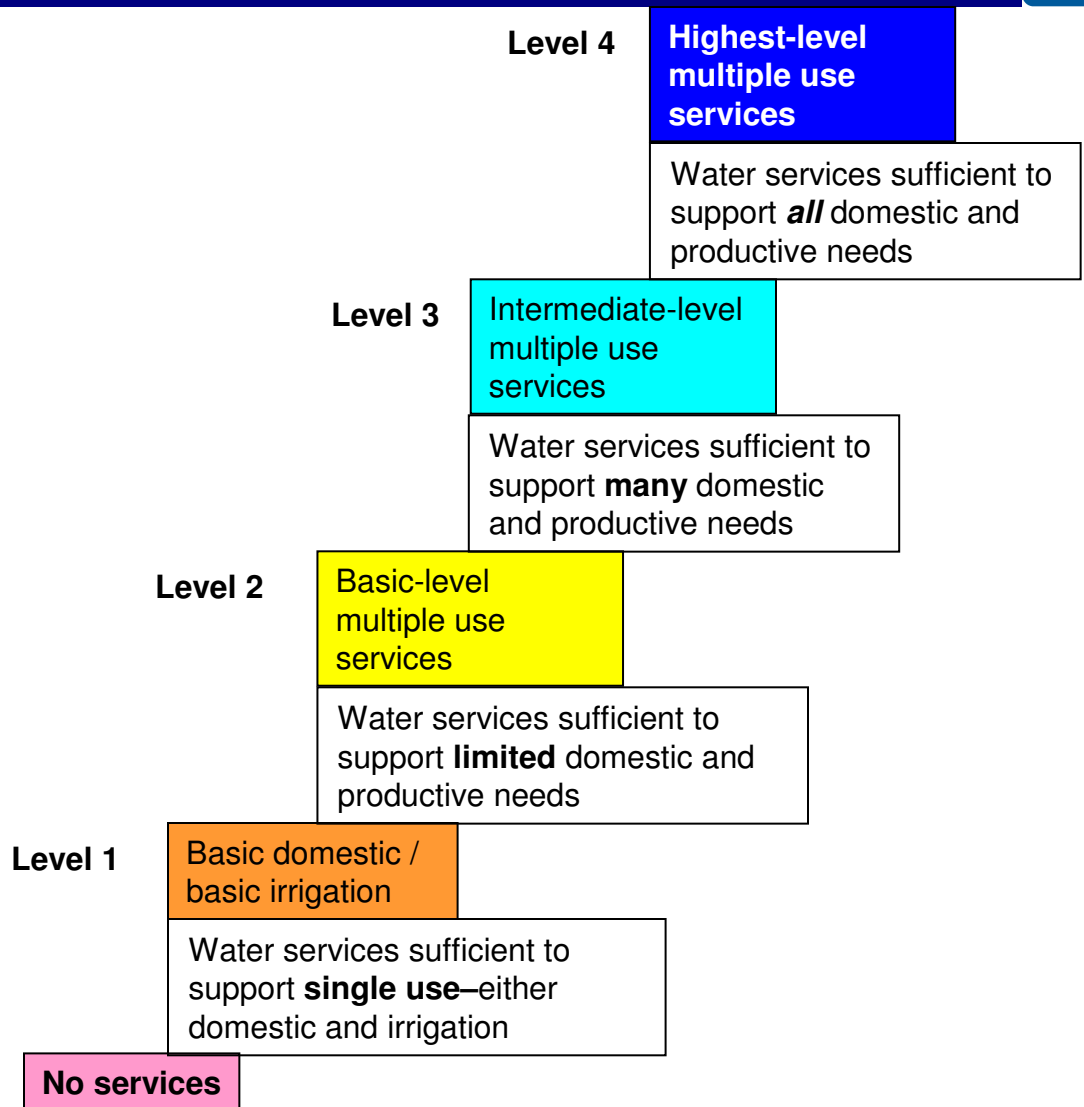 Level 4
Highest-level
multiple use
services
Water services sufficient to
support all domestic and
productive needs
Level 3
Intermediate-level
multiple use
services
Water services sufficient to
support many domestic
and productive needs
Level 2
Basic-level
multiple use
services
Water services sufficient to
support limited domestic and
productive needs
Level 1
Basic domestic /
basic irrigation
Water services sufficient to
support single use–either
domestic and irrigation
No services